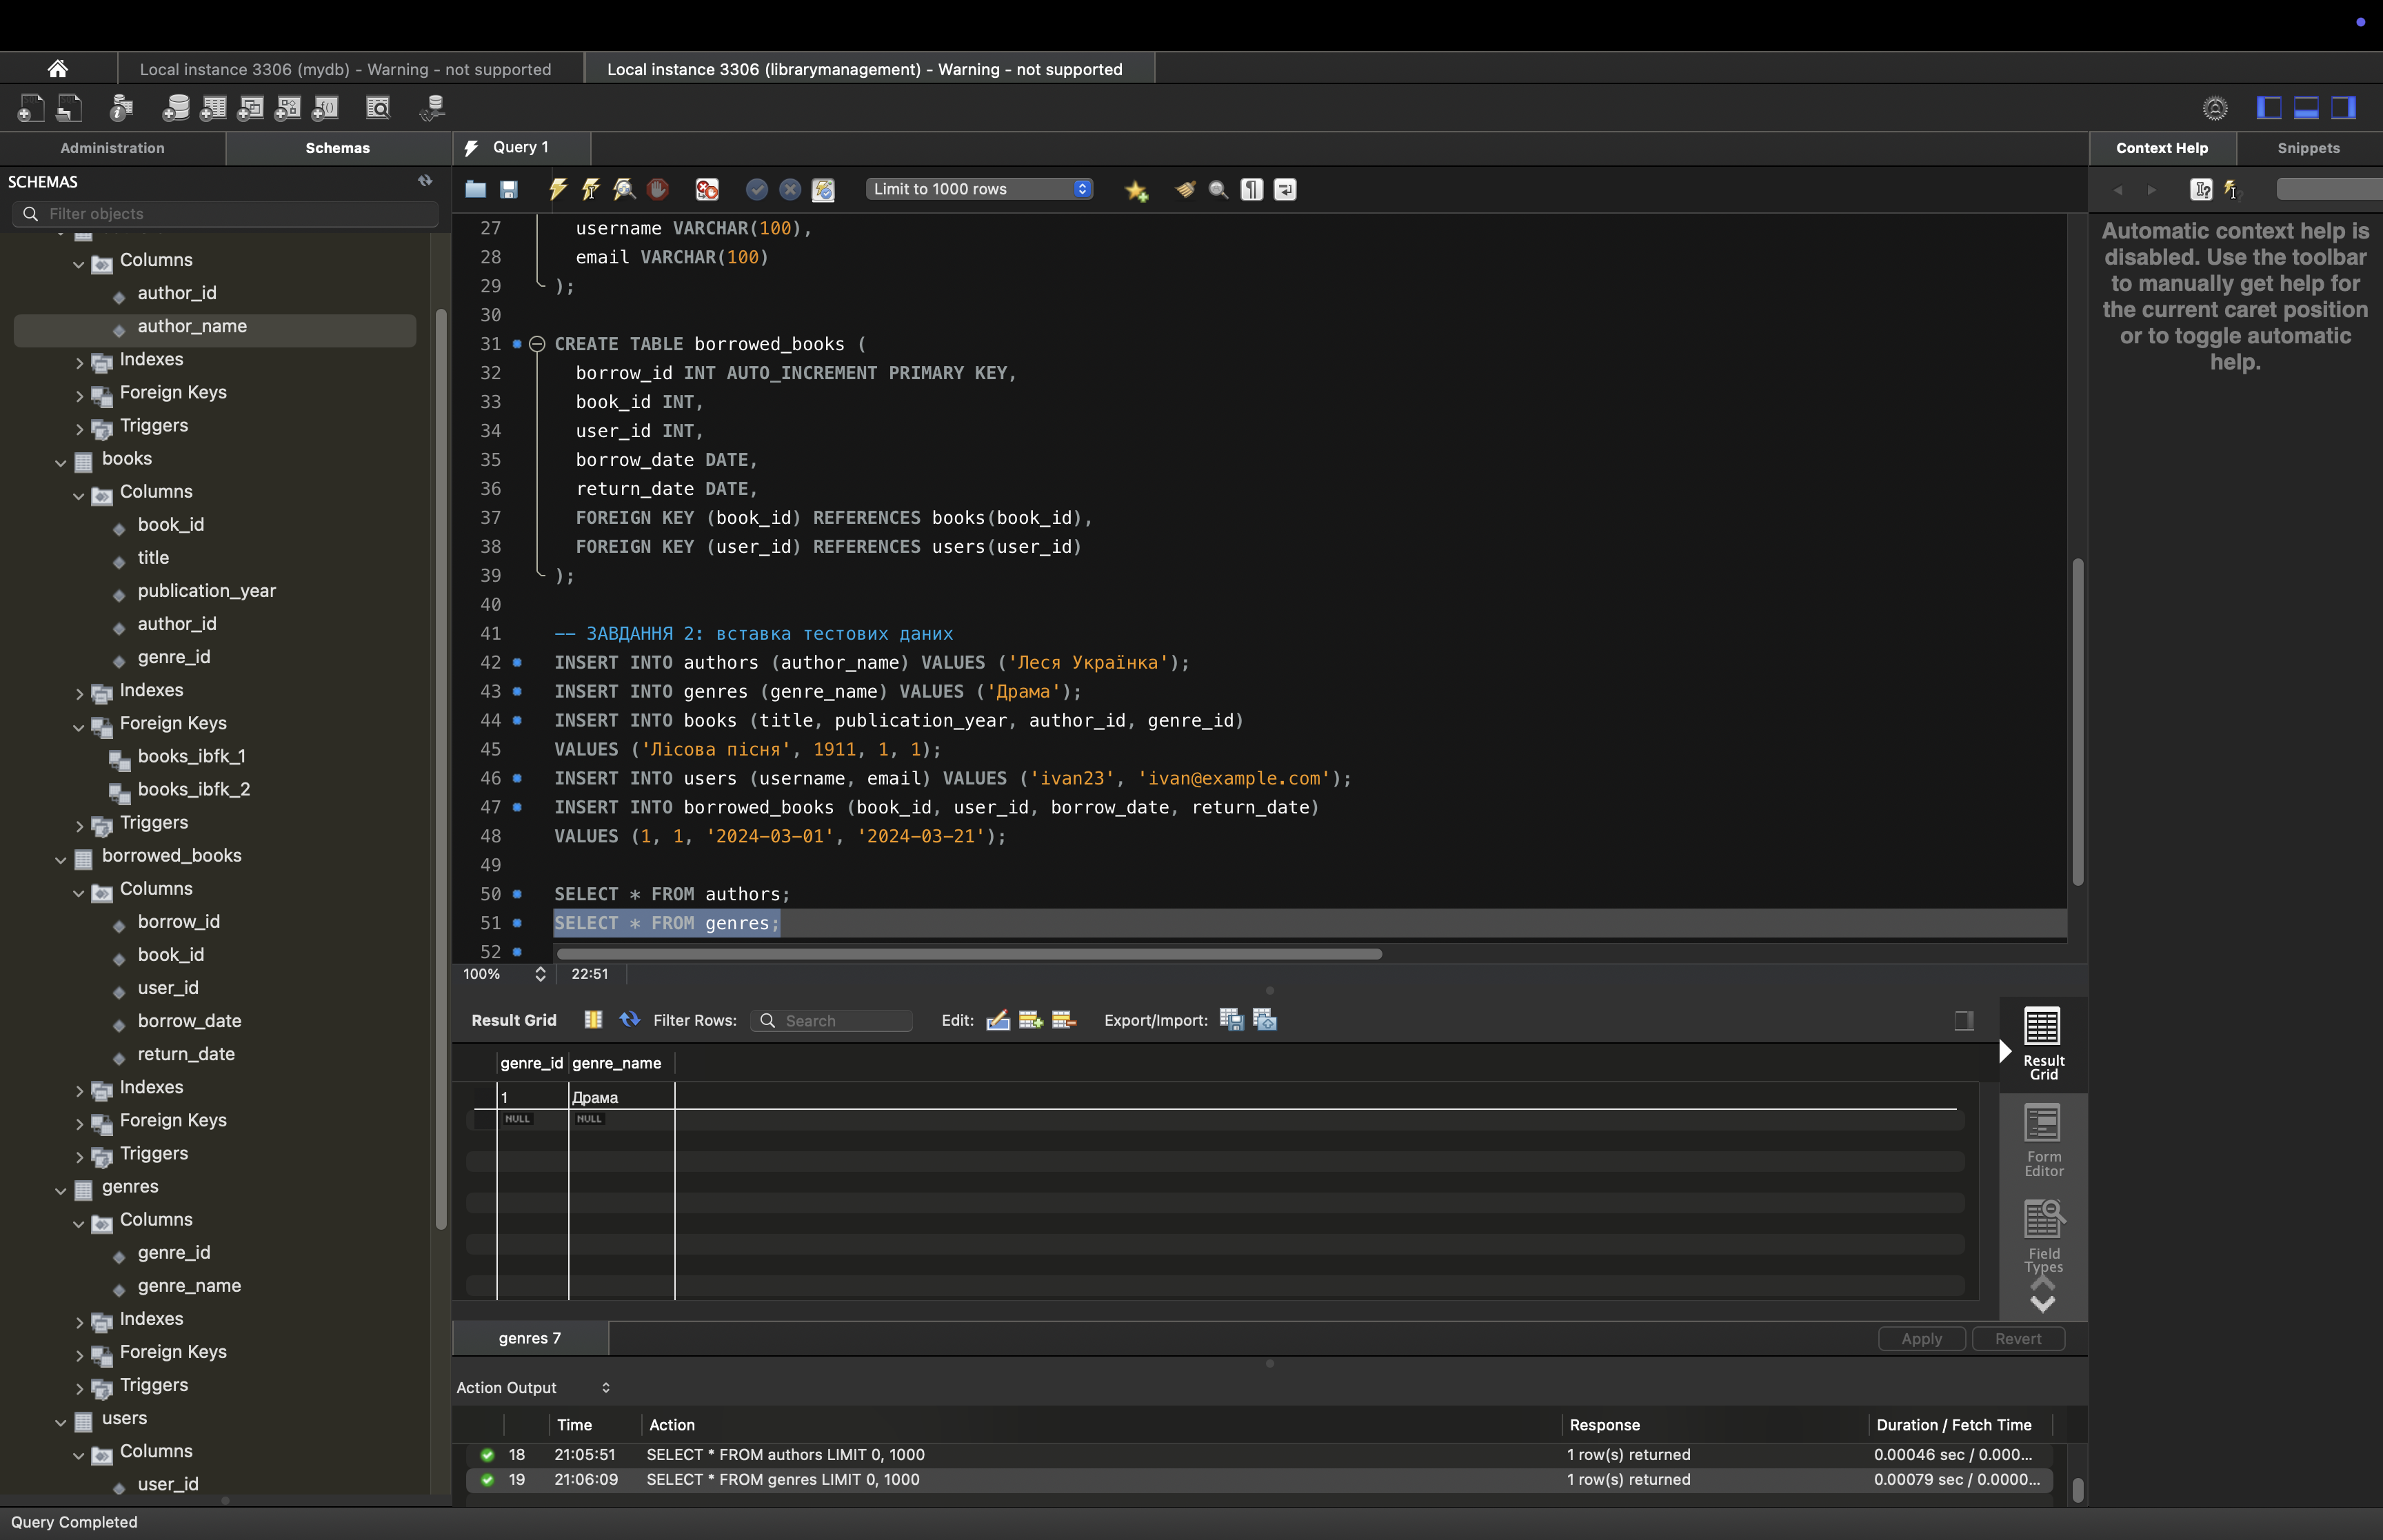 Local instance 3306 (mydb) - Warning - not supported
Local instance 3306 (librarymanagement) - Warning - not supported
Administration
Schemas
Query 1
Context Help
Snippets
SCHEMAS
Filter objects
Limit to 1000 rows
Columns
author_id
author_name
Indexes
Foreign Keys
Triggers
books
Columns
book_id
title
publication_year
author_id
genre_id
Indexes
Foreign Keys
books_ibfk_1
books_ibfk_2
Triggers
borrowed_books
Columns
borrow_id
book_id
user_id
borrow_date
return_date
Indexes
Foreign Keys
Triggers
genres
Columns
genre_id
genre_name
Indexes
Foreign Keys
Triggers
users
Columns
user_id
27 username VARCHAR(100),
28 email VARCHAR(100)
29 );
30
31 CREATE TABLE borrowed_books (
32 borrow_id INT AUTO_INCREMENT PRIMARY KEY,
33 book_id INT,
34 user_id INT,
35 borrow_date DATE,
36 return_date DATE,
37 FOREIGN KEY (book_id) REFERENCES books(book_id),
38 FOREIGN KEY (user_id) REFERENCES users(user_id)
39 );
40
41 -- ЗАВДАННЯ 2: вставка тестових даних
42 INSERT INTO authors (author_name) VALUES ('Леся Українка');
43 INSERT INTO genres (genre_name) VALUES ('Драма');
44 INSERT INTO books (title, publication_year, author_id, genre_id)
45 VALUES ('Лісова пісня', 1911, 1, 1);
46 INSERT INTO users (username, email) VALUES ('ivan23', 'ivan@example.com');
47 INSERT INTO borrowed_books (book_id, user_id, borrow_date, return_date)
48 VALUES (1, 1, '2024-03-01', '2024-03-21');
49
50 SELECT * FROM authors;
51 SELECT * FROM genres;
52
100% 22:51
Automatic context help is
disabled. Use the toolbar
to manually get help for
the current caret position
or to toggle automatic
help.
Result Grid Filter Rows: Search Edit: Export/Import:
genre_id genre_name
1 Драма
NULL NULL
Result
Grid
Form
Editor
Field
Types
genres 7
Apply Revert
Action Output
Time Action Response Duration / Fetch Time
18 21:05:51 SELECT * FROM authors LIMIT 0, 1000 1 row(s) returned 0.00046 sec / 0.000...
19 21:06:09 SELECT * FROM genres LIMIT 0, 1000 1 row(s) returned 0.00079 sec / 0.0000...
Query Completed